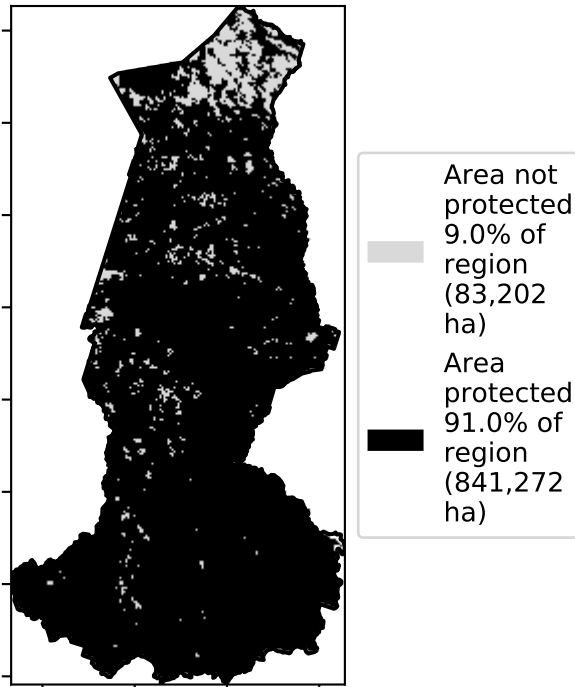 Area not
protected
9.0% of
region
(83,202
ha)
Area
protected
91.0% of
region
(841,272
ha)